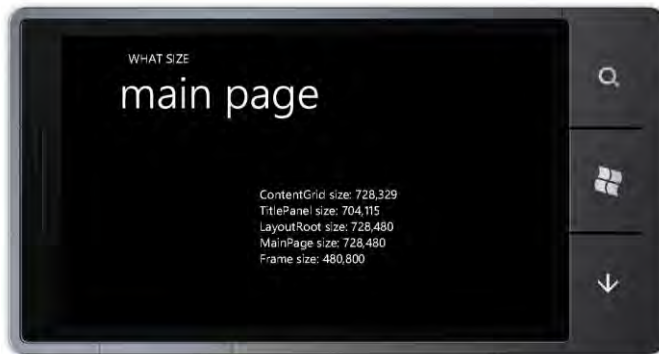 WHAT SIZE
main page
ContentGrid size: 728,329
TitlePanel size: 704,115
LayoutRoot size: 728,480
MainPage size: 728,480
Frame size: 480,800